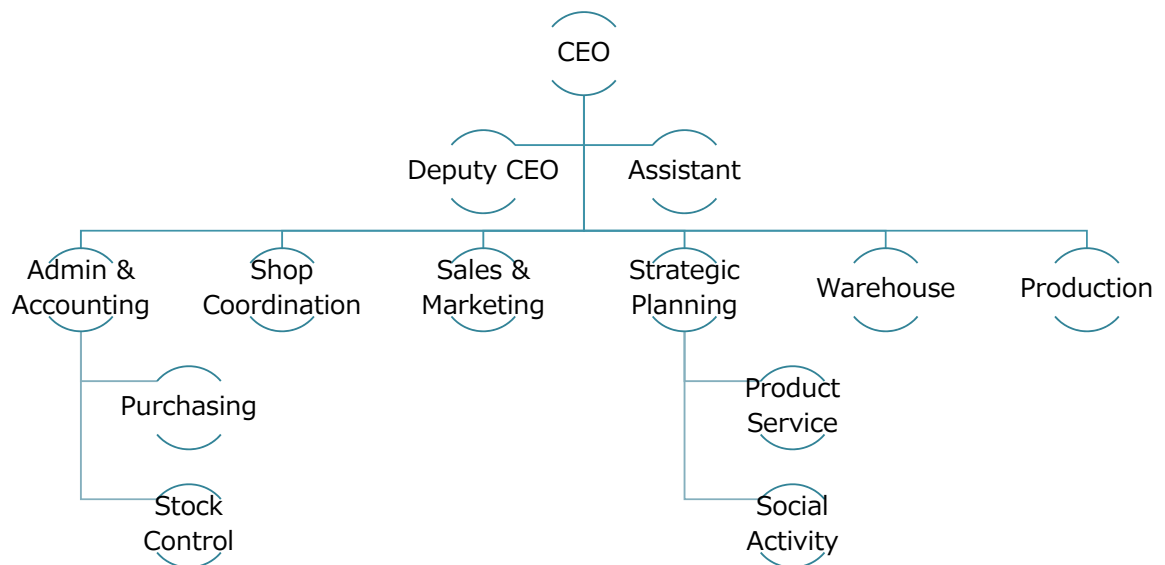 CEO
Deputy CEO
Assistant
Admin &
Accounting
Shop
Coordination
Sales &
Marketing
Strategic
Planning
Warehouse
Production
Purchasing
Product
Service
Stock
Control
Social
Activity